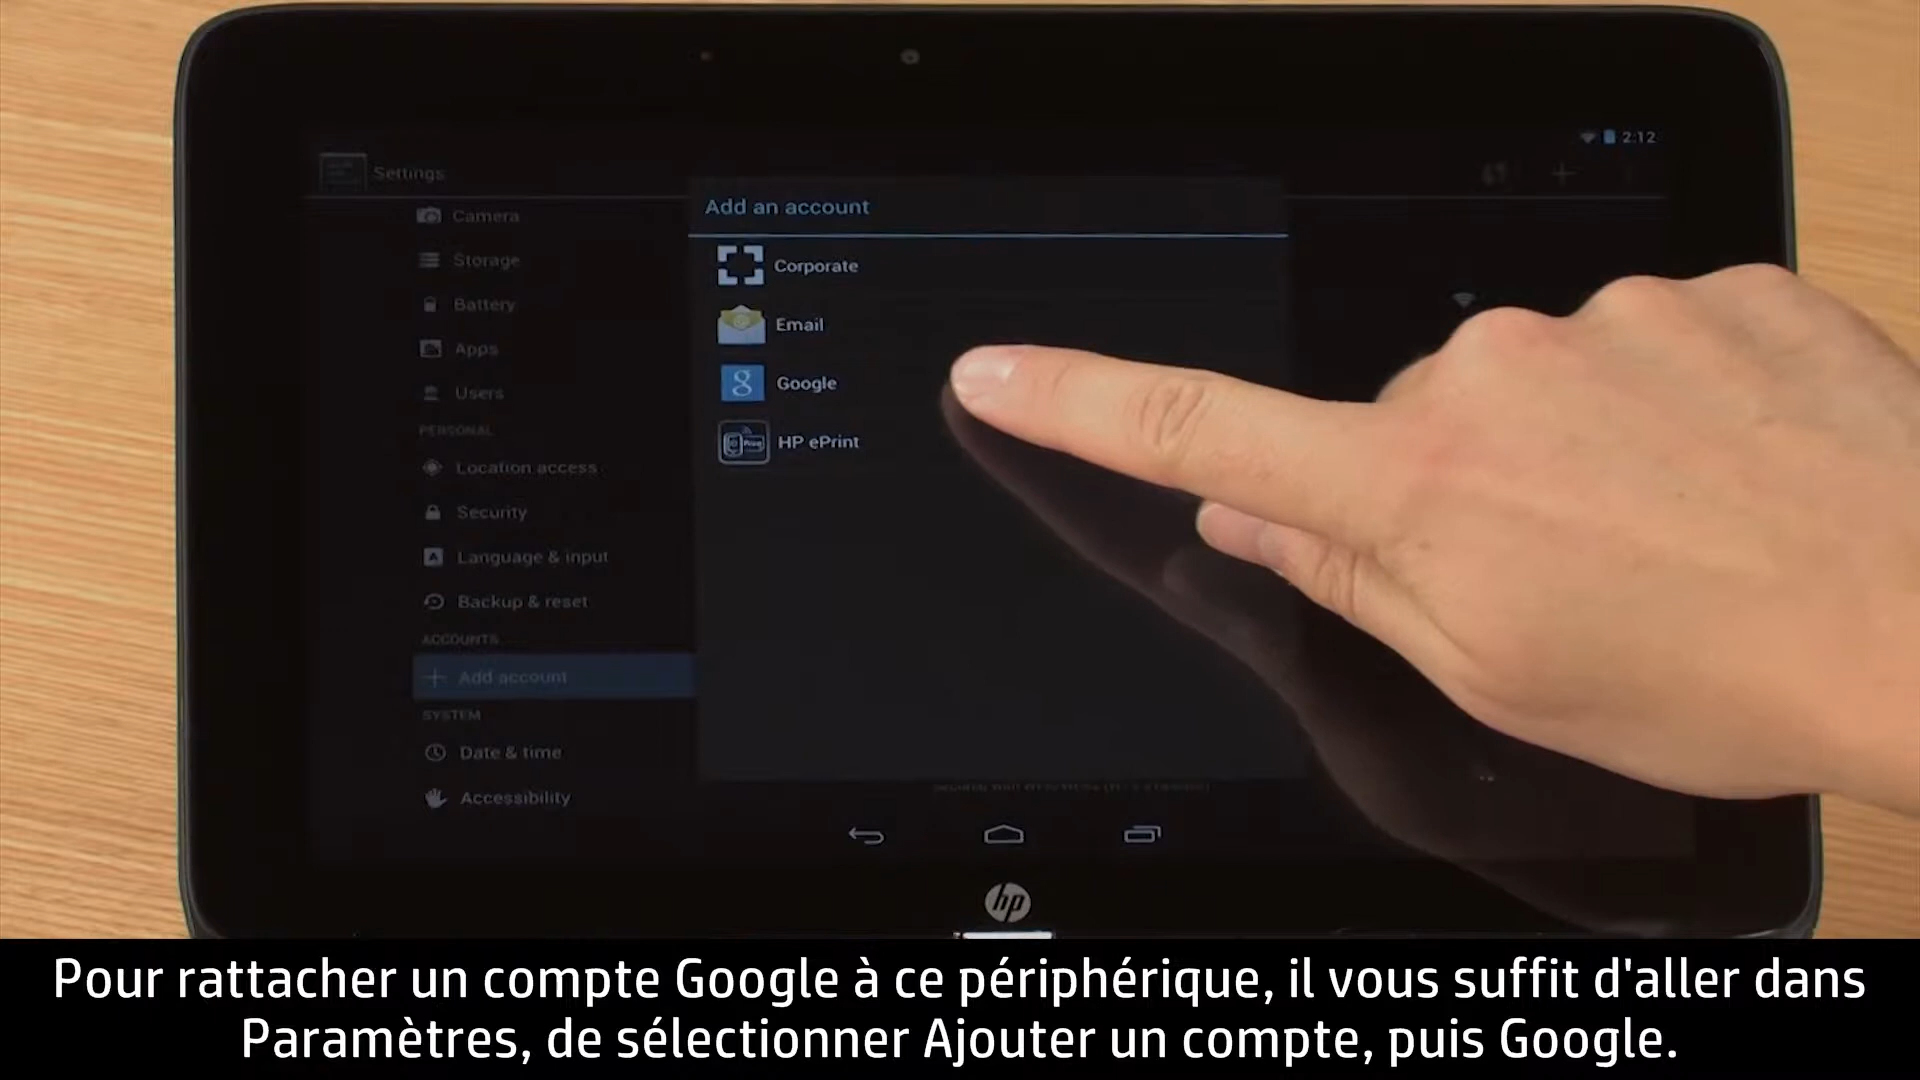 2:12
Settings
Camera
Storage
Battery
Apps
Users
PERSONAL
Location access
Security
Language & input
Backup & reset
ACCOUNTS
Add account
SYSTEM
Date & time
Accessibility
Add an account
Corporate
Email
Google
HP ePrint
hp
Pour rattacher un compte Google à ce périphérique, il vous suffit d'aller dans
Paramètres, de sélectionner Ajouter un compte, puis Google.